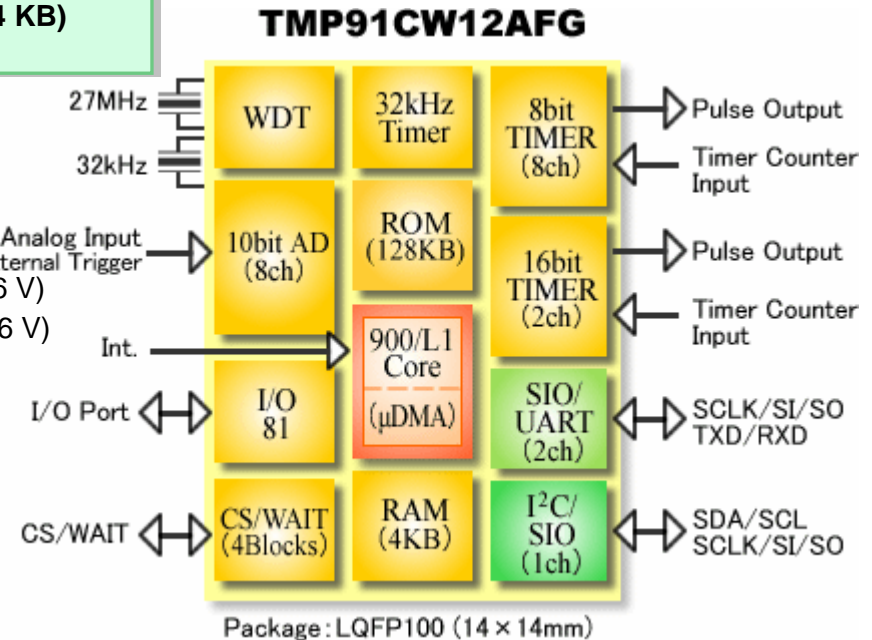 4 KB)
TMP91CW12AFG
27MHz
32kHz
WDT
32kHz
Timer
8bit
TIMER
(8ch)
Pulse Output
Timer Counter
Input
Analog Input
ternal Trigger
6 V)
6 V)
10bit AD
(8ch)
ROM
(128KB)
16bit
TIMER
(2ch)
Pulse Output
Timer Counter
Input
Int.
900/L1
Core
(μDMA)
I/O Port
I/O
81
SIO/
UART
(2ch)
SCLK/SI/SO
TXD/RXD
CS/WAIT
CS/WAIT
(4Blocks)
RAM
(4KB)
I²C/
SIO
(1ch)
SDA/SCL
SCLK/SI/SO
Package:LQFP100 (14×14mm)